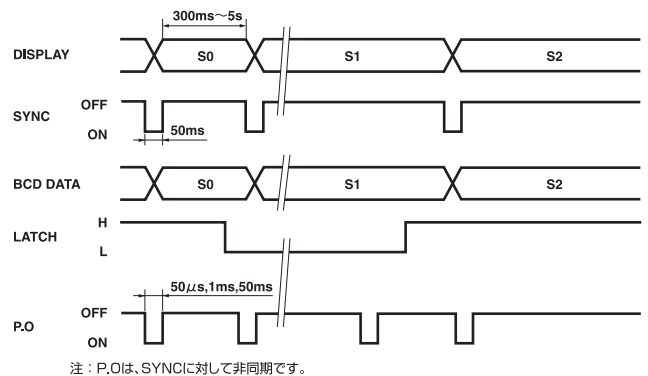 300ms～5s
DISPLAY S0 S1 S2
SYNC OFF ON 50ms
BCD DATA S0 S1 S2
LATCH H L
50μs,1ms,50ms
P.O OFF ON
注：P.Oは、SYNCに対して非同期です。